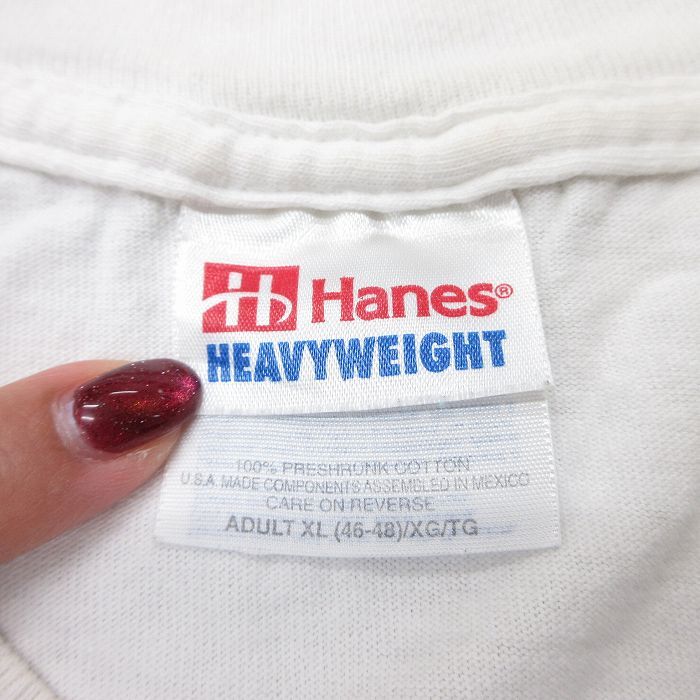 H Hanes®
HEAVYWEIGHT
100% PRESHRUNK COTTON
U.S.A. MADE COMPONENTS ASSEMBLED IN MEXICO
CARE ON REVERSE
ADULT XL (46-48)/XG/TG